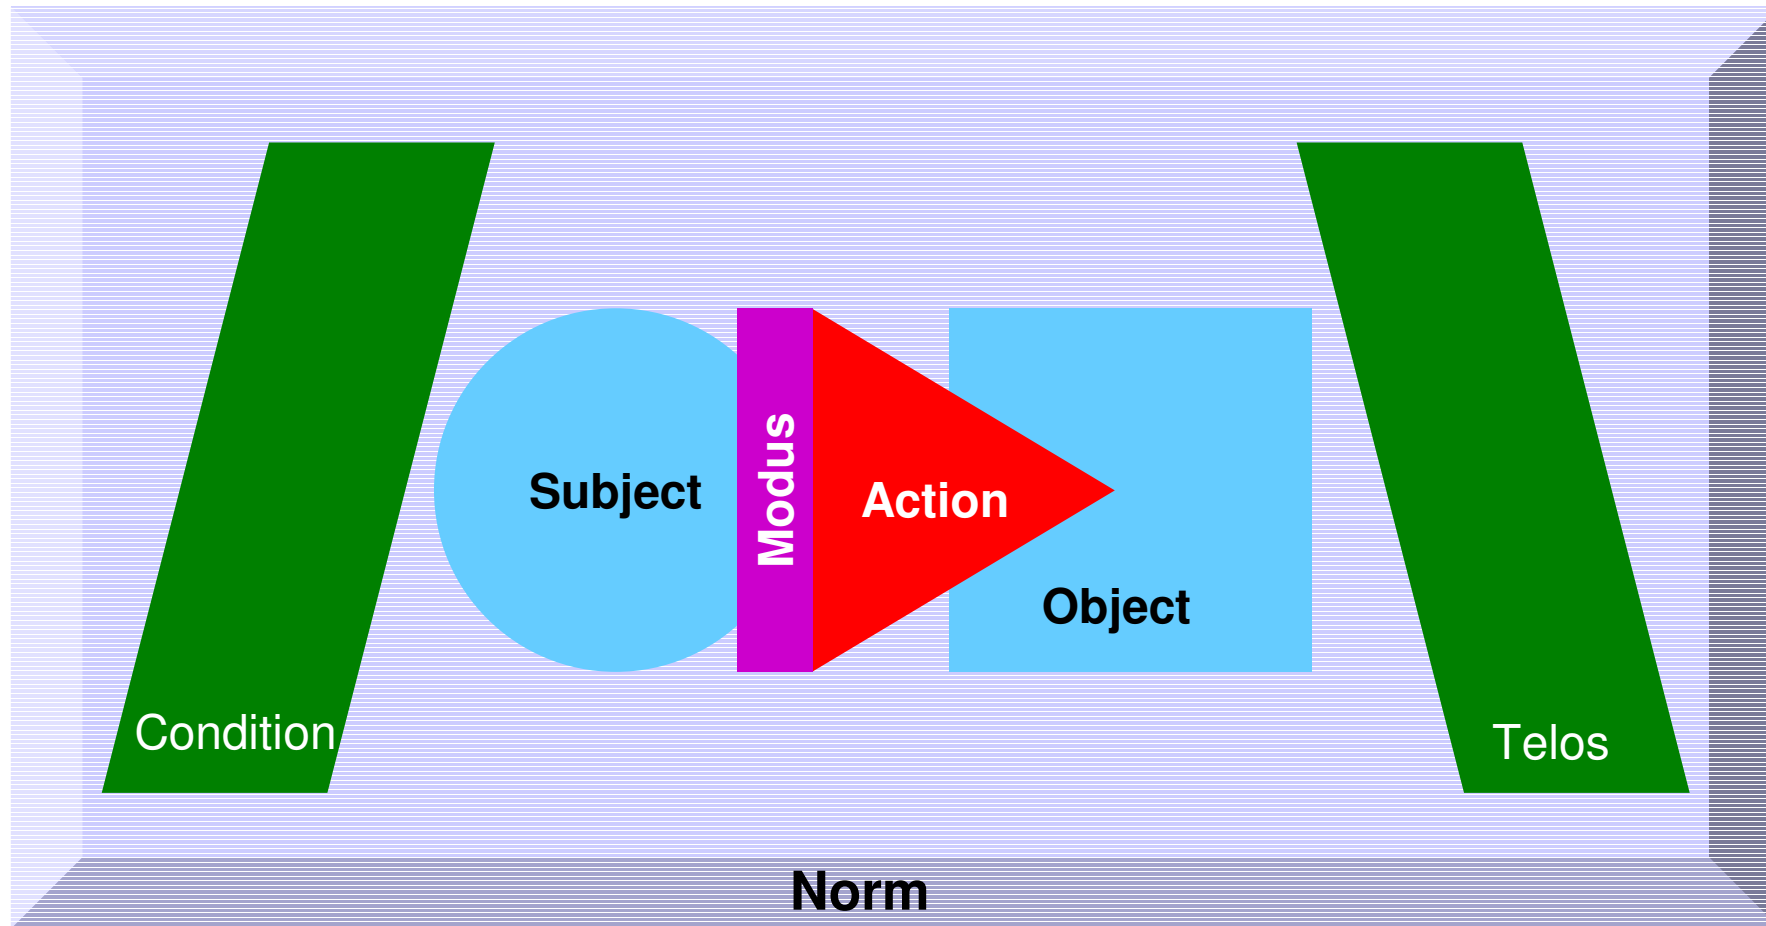 Subject
Modus
Action
Object
Condition
Telos
Norm